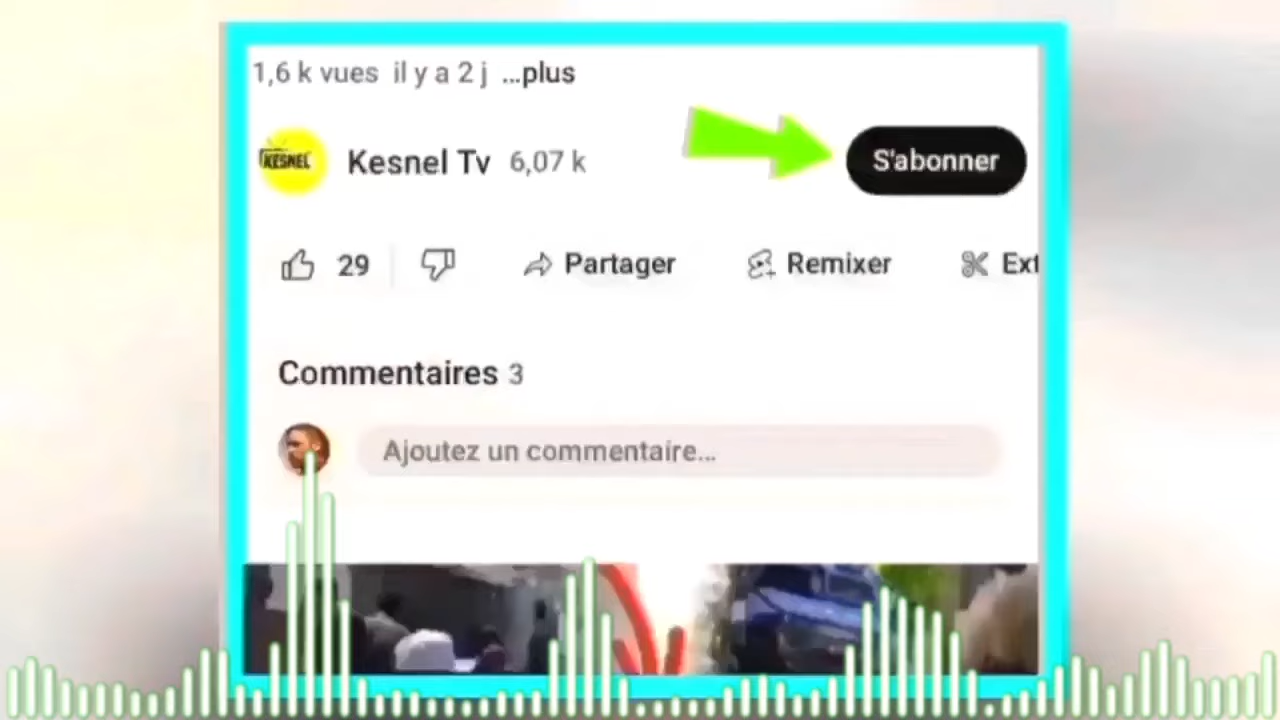 1,6 k vues il y a 2 j ...plus
KESNEL
Kesnel Tv 6,07 k
S'abonner
29
Partager
Remixer
Ext
Commentaires 3
Ajoutez un commentaire...